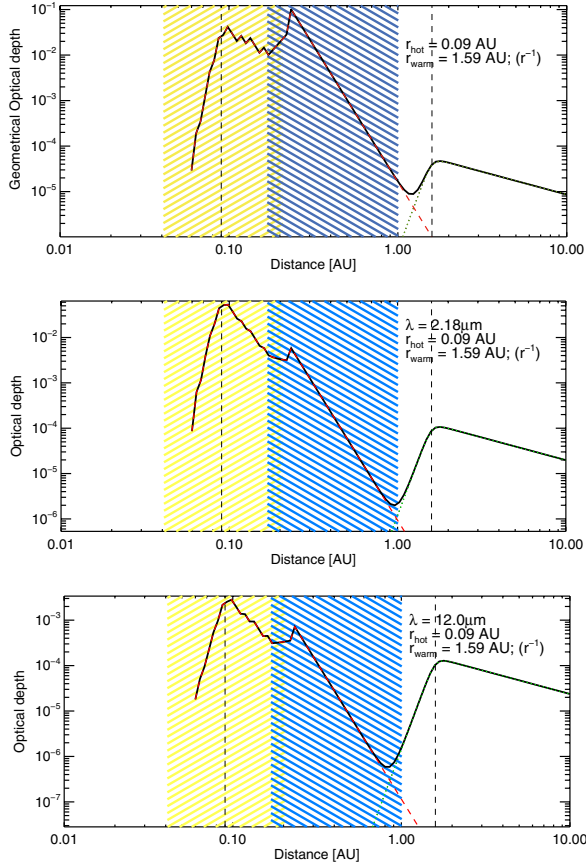 10⁻¹
10⁻²
10⁻³
10⁻⁴
10⁻⁵
Geometrical Optical depth
r_hot = 0.09 AU
r_warm = 1.59 AU; (r⁻¹)
0.01 0.10 1.00 10.00
Distance [AU]
10⁻²
10⁻³
10⁻⁴
10⁻⁵
10⁻⁶
Optical depth
λ = 2.18μm
r_hot = 0.09 AU
r_warm = 1.59 AU; (r⁻¹)
0.01 0.10 1.00 10.00
Distance [AU]
10⁻³
10⁻⁴
10⁻⁵
10⁻⁶
10⁻⁷
Optical depth
λ = 12.0μm
r_hot = 0.09 AU
r_warm = 1.59 AU; (r⁻¹)
0.01 0.10 1.00 10.00
Distance [AU]